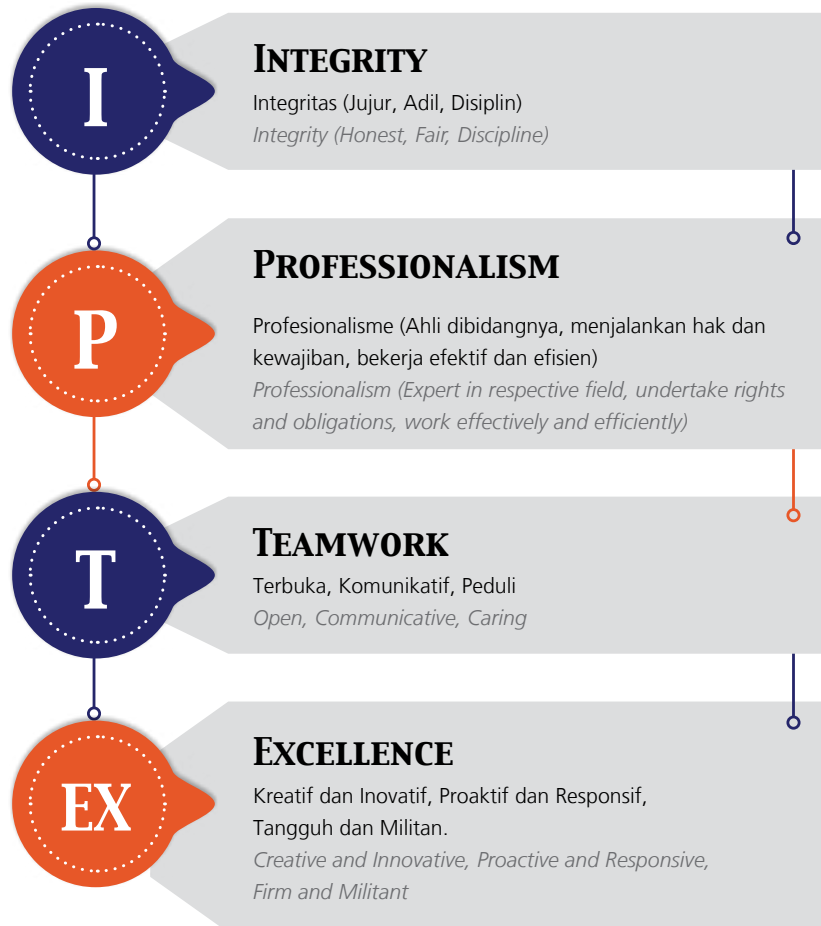 I
INTEGRITY
Integritas (Jujur, Adil, Disiplin)
Integrity (Honest, Fair, Discipline)
P
PROFESSIONALISM
Profesionalisme (Ahli dibidangnya, menjalankan hak dan
kewajiban, bekerja efektif dan efisien)
Professionalism (Expert in respective field, undertake rights
and obligations, work effectively and efficiently)
T
TEAMWORK
Terbuka, Komunikatif, Peduli
Open, Communicative, Caring
EX
EXCELLENCE
Kreatif dan Inovatif, Proaktif dan Responsif,
Tangguh dan Militan.
Creative and Innovative, Proactive and Responsive,
Firm and Militant